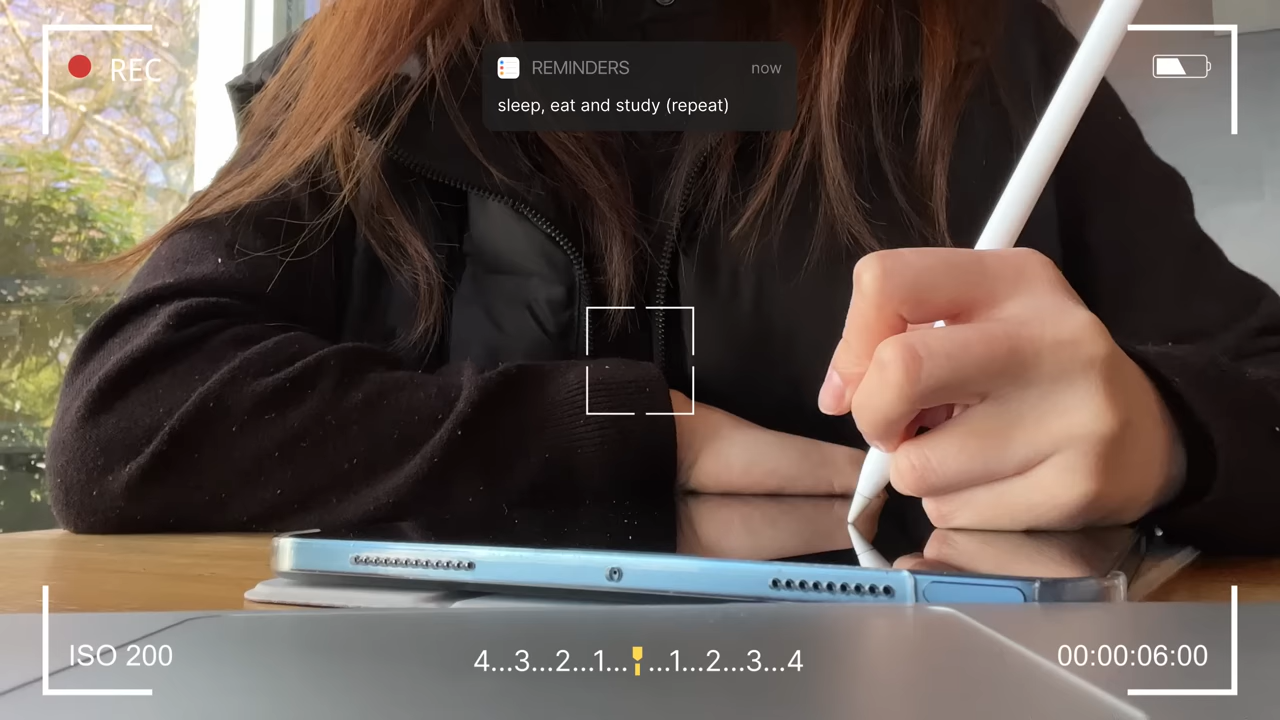 REC
REMINDERS now
sleep, eat and study (repeat)
ISO 200
4...3...2...1... ...1...2...3...4
00:00:06:00